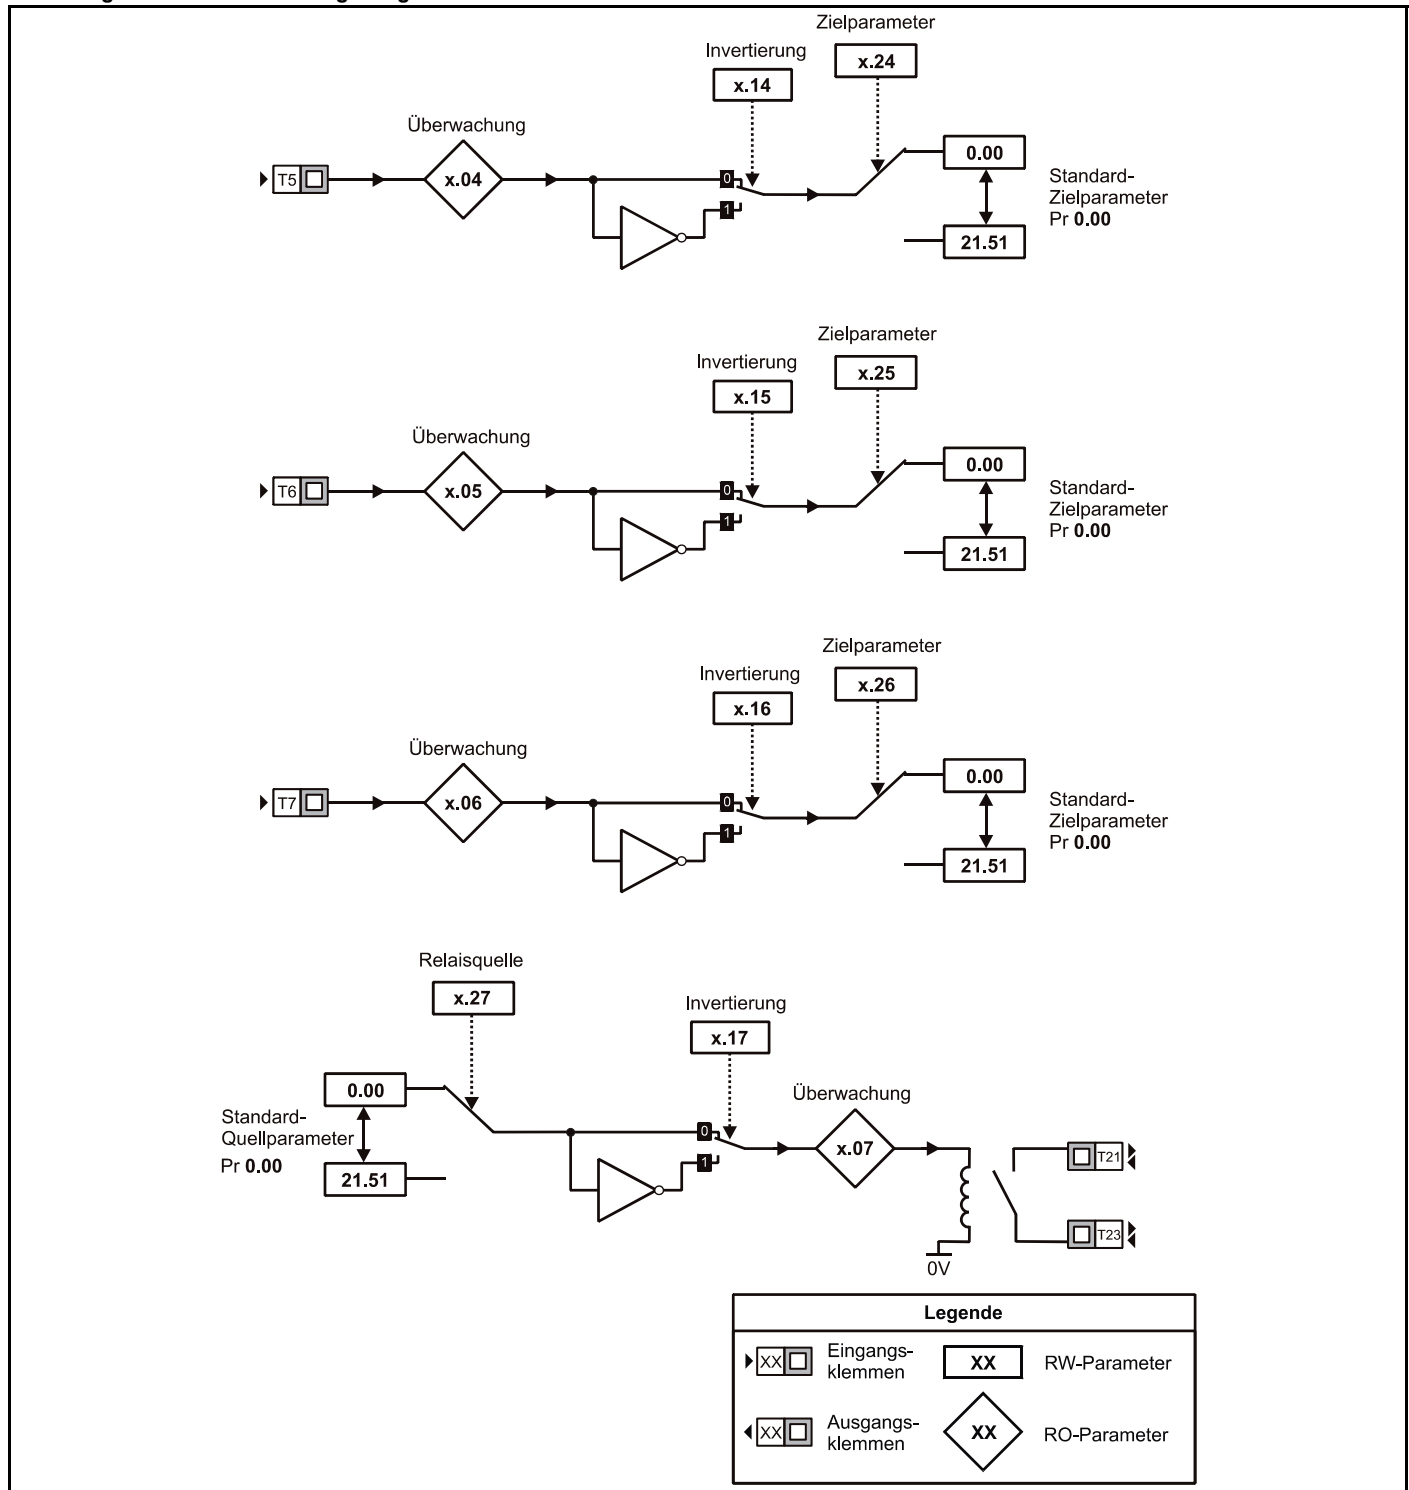 Zielparameter
x.24
Invertierung
x.14
Überwachung
T5
x.04
0
1
0.00
21.51
Standard-
Zielparameter
Pr 0.00
Zielparameter
x.25
Invertierung
x.15
Überwachung
T6
x.05
0
1
0.00
21.51
Standard-
Zielparameter
Pr 0.00
Zielparameter
x.26
Invertierung
x.16
Überwachung
T7
x.06
0
1
0.00
21.51
Standard-
Zielparameter
Pr 0.00
Relaisquelle
x.27
Invertierung
x.17
Standard-
Quellparameter
Pr 0.00
0.00
21.51
0
1
Überwachung
x.07
T21
T23
0V
Legende
XX
Eingangs-
klemmen
XX
RW-Parameter
XX
Ausgangs-
klemmen
XX
RO-Parameter